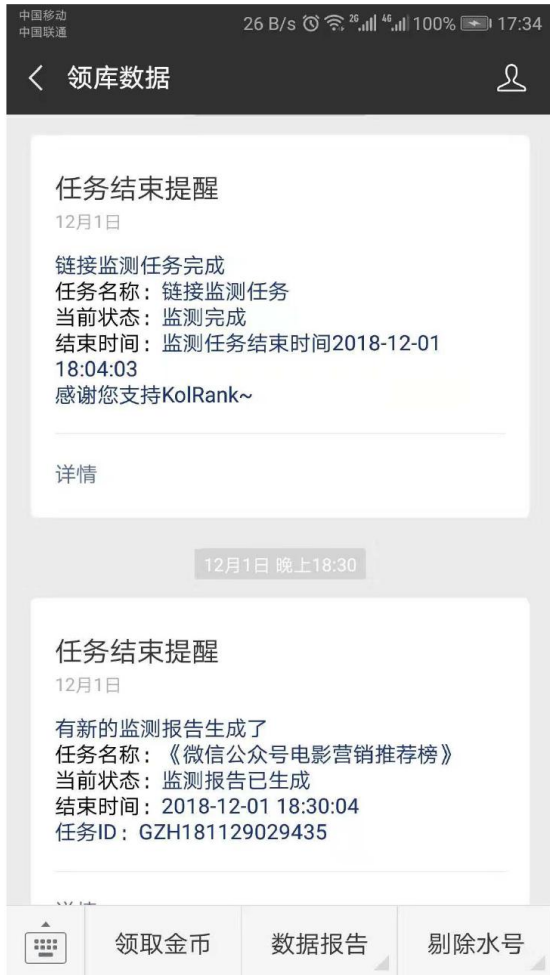 中国移动
中国联通
26 B/s 26 46 100% 17:34
领库数据
任务结束提醒
12月1日
链接监测任务完成
任务名称：链接监测任务
当前状态：监测完成
结束时间：监测任务结束时间2018-12-01
18:04:03
感谢您支持KolRank~
详情
12月1日 晚上18:30
任务结束提醒
12月1日
有新的监测报告生成了
任务名称：《微信公众号电影营销推荐榜》
当前状态：监测报告已生成
结束时间：2018-12-01 18:30:04
任务ID：GZH181129029435
领取金币
数据报告
剔除水号